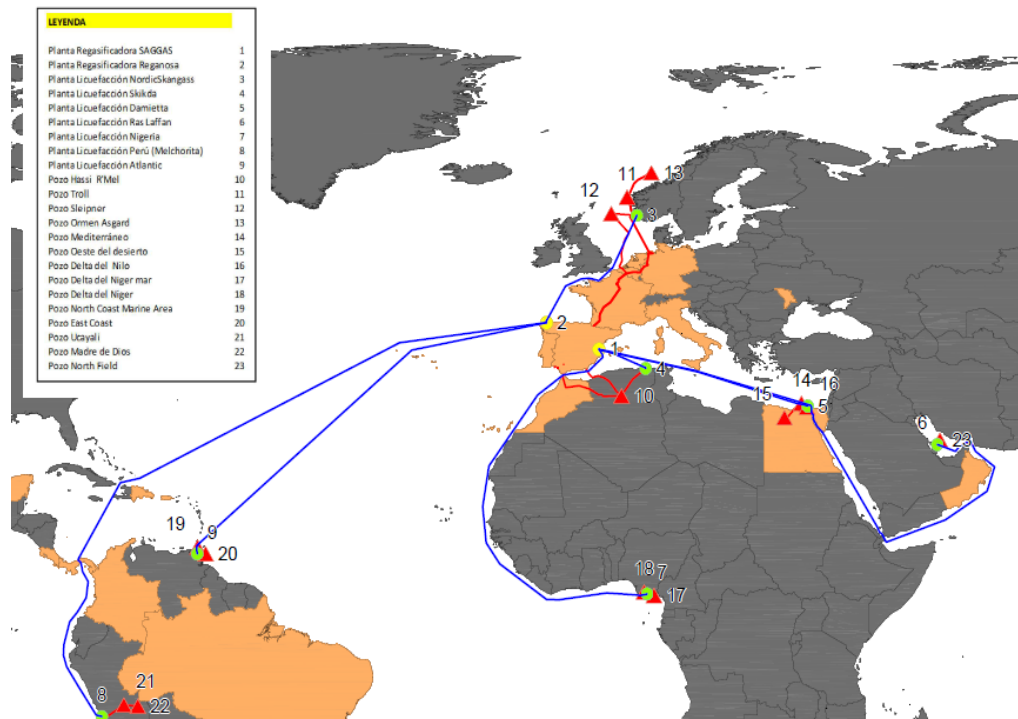 LEYENDA
Planta Regasificadora SAGGAS 1
Planta Regasificadora Reganosa 2
Planta Licuefacción NordicSkangass 3
Planta Licuefacción Skikda 4
Planta Licuefacción Damietta 5
Planta Licuefacción Ras Laffan 6
Planta Licuefacción Nigeria 7
Planta Licuefacción Perú (Melchorita) 8
Planta Licuefacción Atlantic 9
Pozo Hassi R'Mel 10
Pozo Troll 11
Pozo Sleipner 12
Pozo Ormen Asgard 13
Pozo Mediterráneo 14
Pozo Oeste del desierto 15
Pozo Delta del Nilo 16
Pozo Delta del Niger mar 17
Pozo Delta del Niger 18
Pozo North Coast Marine Area 19
Pozo East Coast 20
Pozo Ucayali 21
Pozo Madre de Dios 22
Pozo North Field 23
11 13
12
3
2
1
4
10
14 16
15 5
6
23
19 9
20
18 7
17
21
8
22